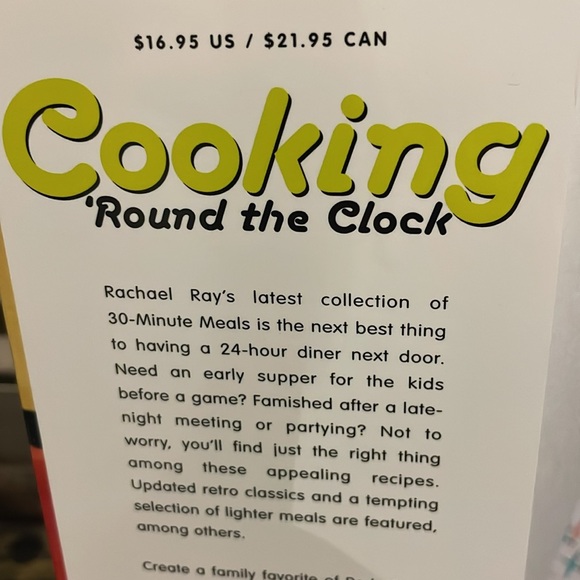 $16.95 US / $21.95 CAN
Cooking
'Round the Clock
Rachael Ray's latest collection of
30-Minute Meals is the next best thing
to having a 24-hour diner next door.
Need an early supper for the kids
before a game? Famished after a late-
night meeting or partying? Not to
worry, you'll find just the right thing
among these appealing recipes.
Updated retro classics and a tempting
selection of lighter meals are featured,
among others.
Create a family favorite of